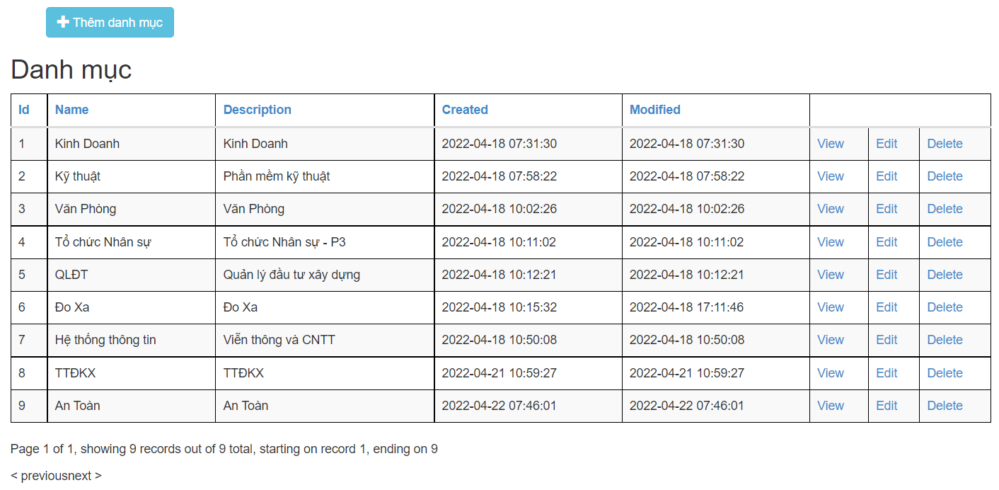 Thêm danh mục
Danh mục
Id Name Description Created Modified
1 Kinh Doanh Kinh Doanh 2022-04-18 07:31:30 2022-04-18 07:31:30 View Edit Delete
2 Kỹ thuật Phần mềm kỹ thuật 2022-04-18 07:58:22 2022-04-18 07:58:22 View Edit Delete
3 Văn Phòng Văn Phòng 2022-04-18 10:02:26 2022-04-18 10:02:26 View Edit Delete
4 Tổ chức Nhân sự Tổ chức Nhân sự - P3 2022-04-18 10:11:02 2022-04-18 10:11:02 View Edit Delete
5 QLĐT Quản lý đầu tư xây dựng 2022-04-18 10:12:21 2022-04-18 10:12:21 View Edit Delete
6 Đo Xa Đo Xa 2022-04-18 10:15:32 2022-04-18 17:11:46 View Edit Delete
7 Hệ thống thông tin Viễn thông và CNTT 2022-04-18 10:50:08 2022-04-18 10:50:08 View Edit Delete
8 TTĐKX TTĐKX 2022-04-21 10:59:27 2022-04-21 10:59:27 View Edit Delete
9 An Toàn An Toàn 2022-04-22 07:46:01 2022-04-22 07:46:01 View Edit Delete
Page 1 of 1, showing 9 records out of 9 total, starting on record 1, ending on 9
< previousnext >